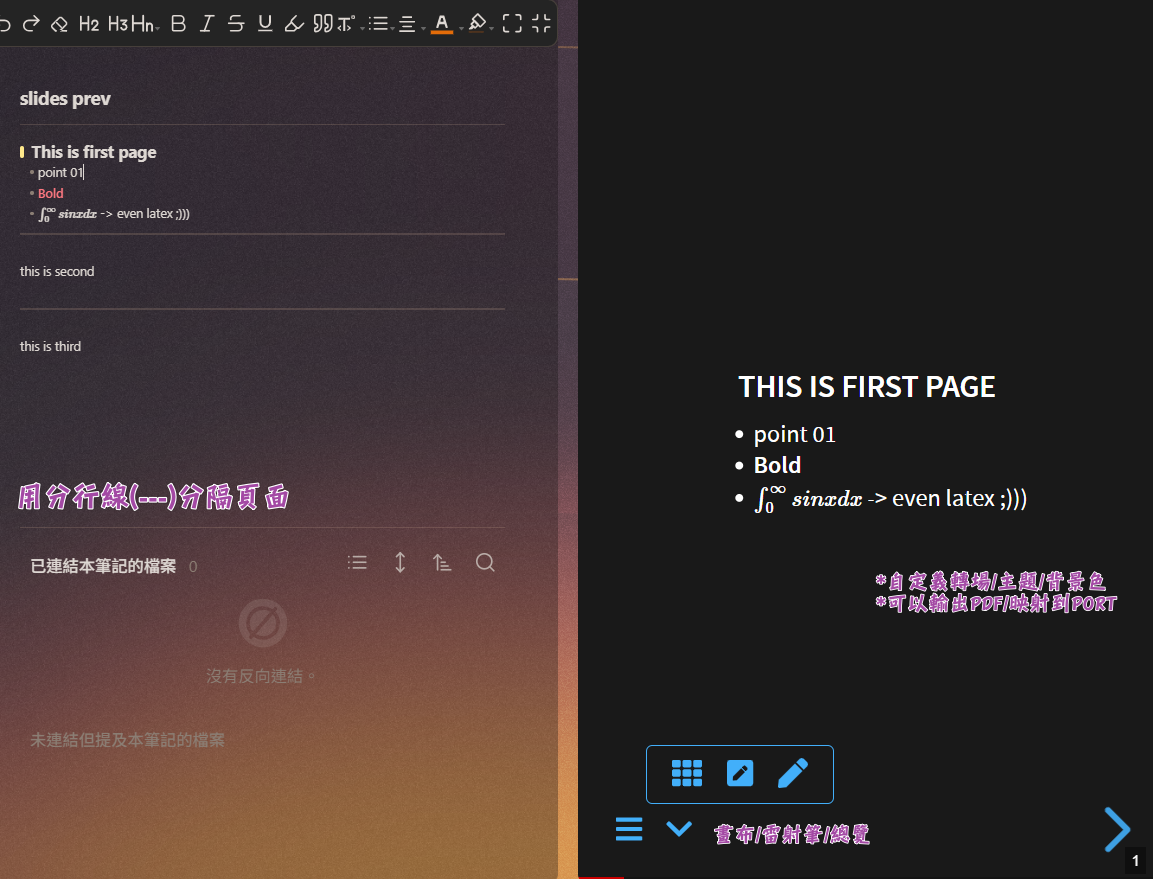 H2 H3 Hn B I S U A
slides prev
This is first page
point 01
Bold
∫₀^∞ sinxdx -> even latex ;)))
this is second
this is third
用分行線(---)分隔頁面
已連結本筆記的檔案 0
沒有反向連結。
未連結但提及本筆記的檔案
THIS IS FIRST PAGE
point 01
Bold
∫₀^∞ sinxdx -> even latex ;)))
*自定義轉場/主題/背景色
*可以輸出PDF/映射到PORT
畫布/雷射筆/總覽
1